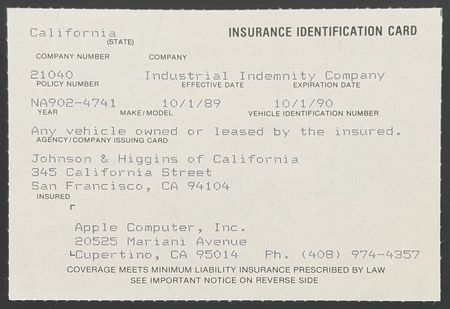 California INSURANCE IDENTIFICATION CARD
(STATE)
COMPANY NUMBER COMPANY
21040 Industrial Indemnity Company
POLICY NUMBER EFFECTIVE DATE EXPIRATION DATE
NA902-4741 10/1/89 10/1/90
YEAR MAKE/MODEL VEHICLE IDENTIFICATION NUMBER
Any vehicle owned or leased by the insured.
AGENCY/COMPANY ISSUING CARD
Johnson & Higgins of California
345 California Street
San Francisco, CA 94104
INSURED
Apple Computer, Inc.
20525 Mariani Avenue
Cupertino, CA 95014 Ph. (408) 974-4357
COVERAGE MEETS MINIMUM LIABILITY INSURANCE PRESCRIBED BY LAW
SEE IMPORTANT NOTICE ON REVERSE SIDE